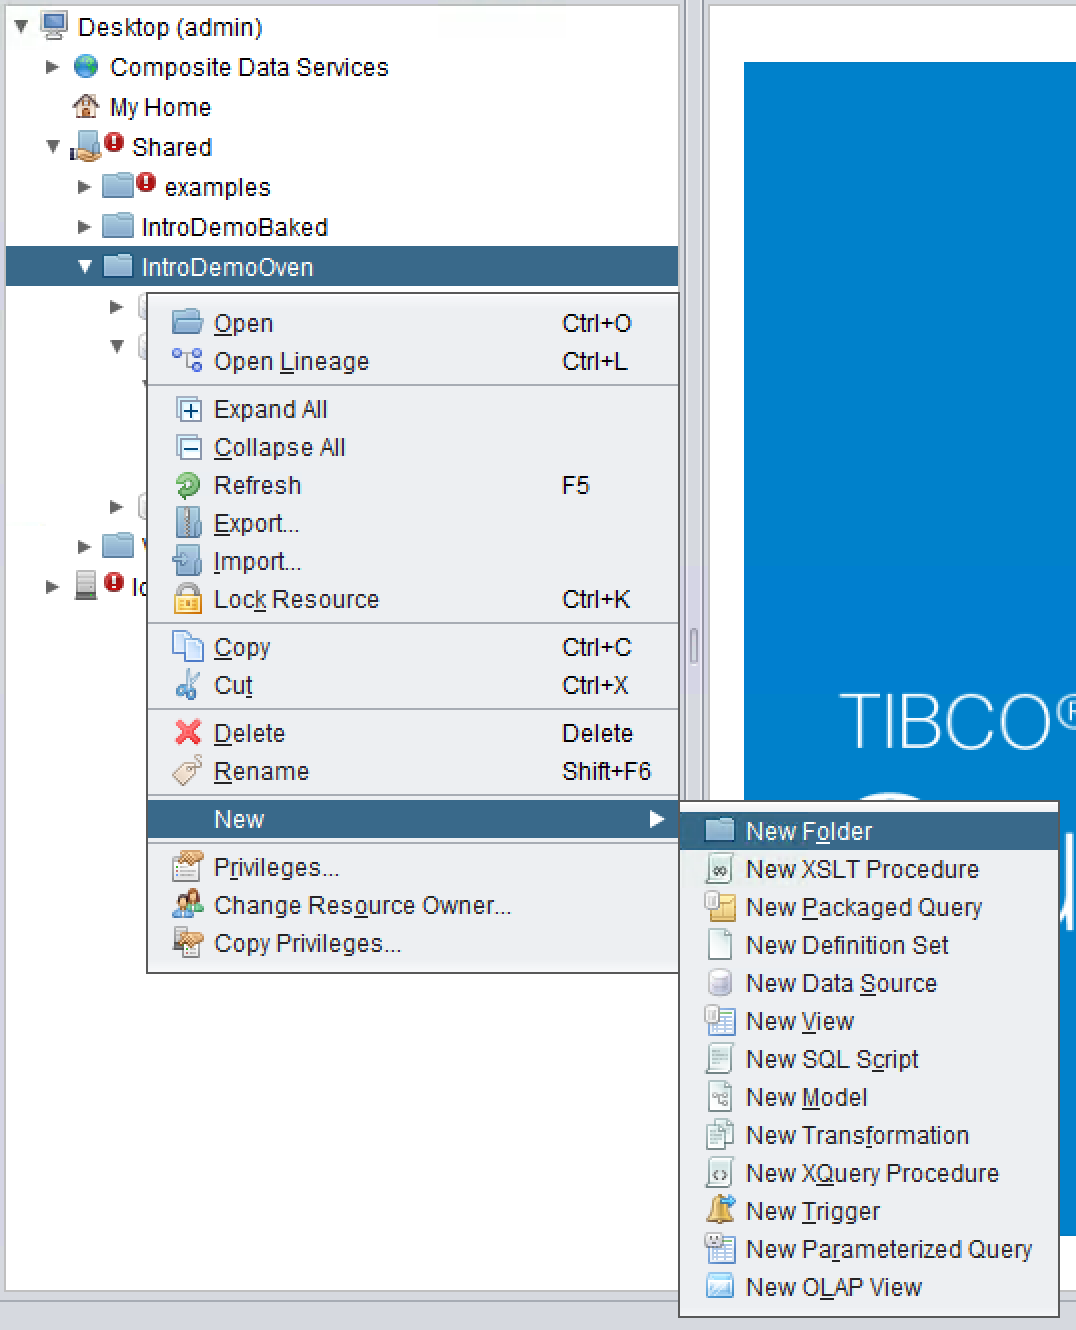 Desktop (admin)
Composite Data Services
My Home
Shared
examples
IntroDemoBaked
IntroDemoOven
Open Ctrl+O
Open Lineage Ctrl+L
Expand All
Collapse All
Refresh F5
Export...
Import...
Lock Resource Ctrl+K
Copy Ctrl+C
Cut Ctrl+X
Delete Delete
Rename Shift+F6
New
Privileges...
Change Resource Owner...
Copy Privileges...
TIBCO®
New Folder
New XSLT Procedure
New Packaged Query
New Definition Set
New Data Source
New View
New SQL Script
New Model
New Transformation
New XQuery Procedure
New Trigger
New Parameterized Query
New OLAP View